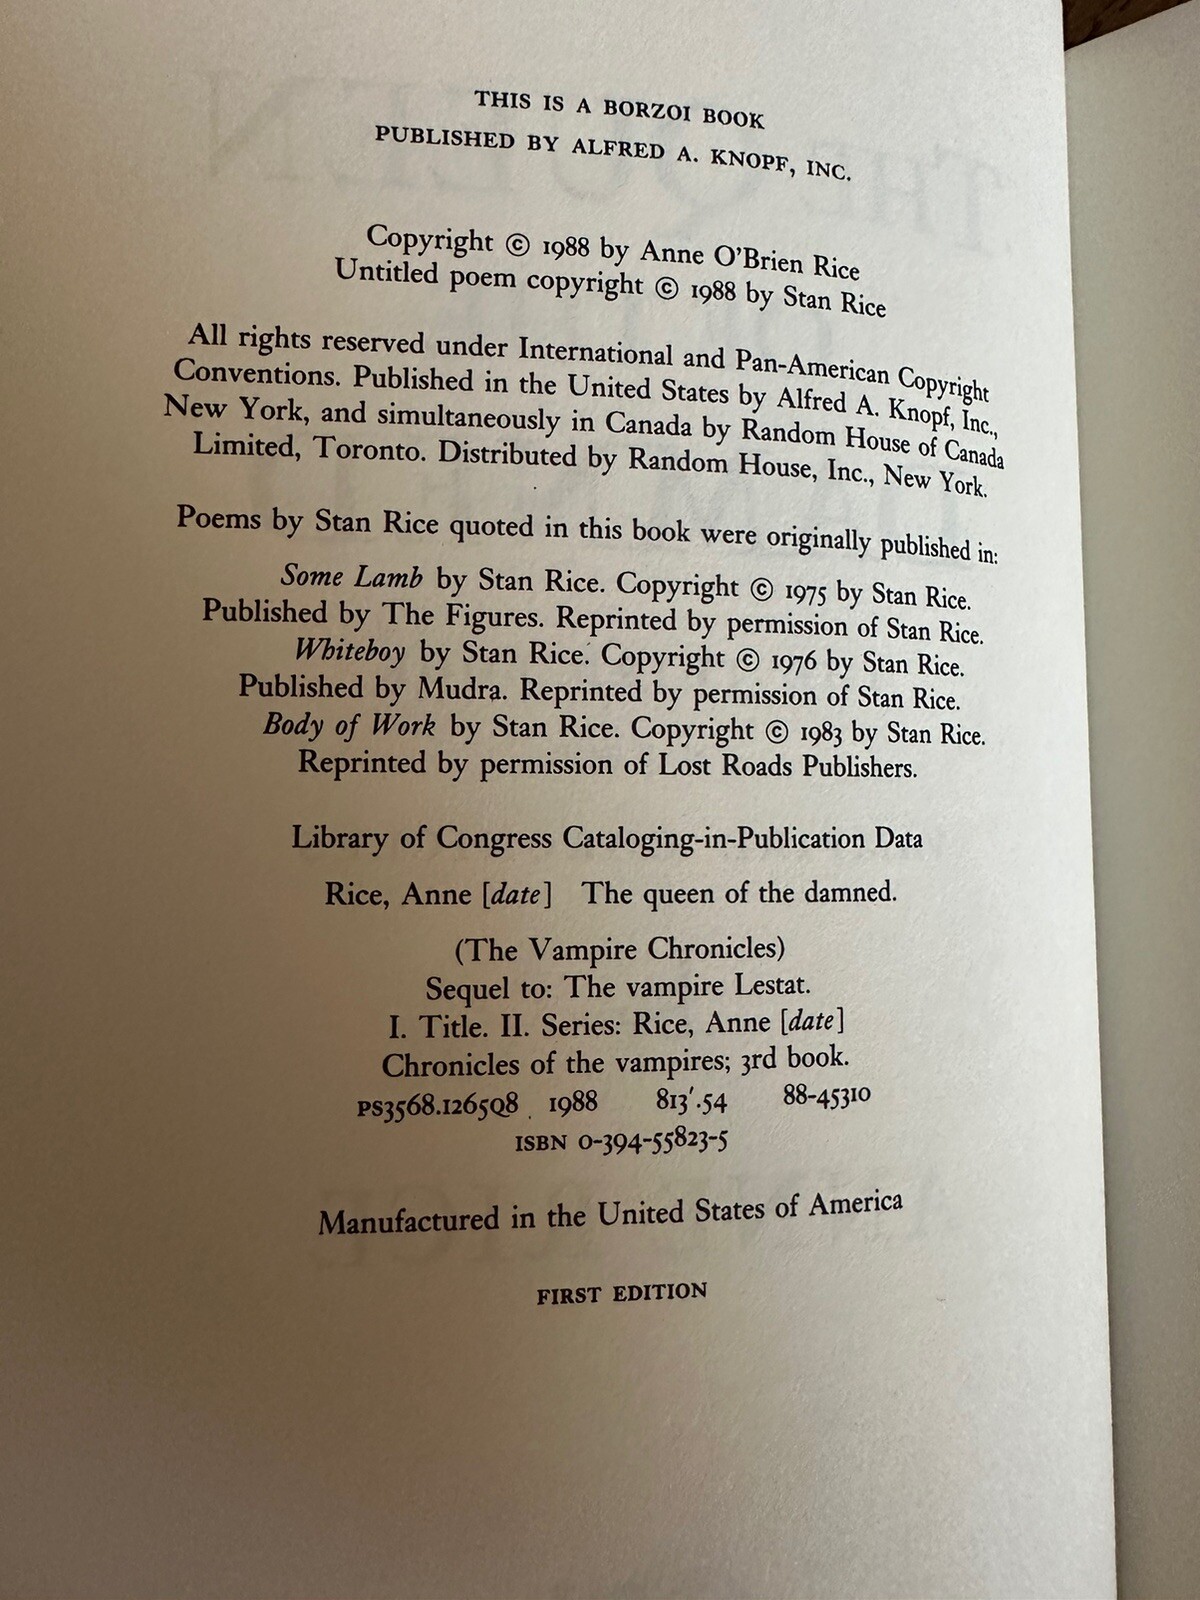 THIS IS A BORZOI BOOK
PUBLISHED BY ALFRED A. KNOPF, INC.
Copyright © 1988 by Anne O'Brien Rice
Untitled poem copyright © 1988 by Stan Rice
All rights reserved under International and Pan-American Copyright
Conventions. Published in the United States by Alfred A. Knopf, Inc.,
New York, and simultaneously in Canada by Random House of Canada
Limited, Toronto. Distributed by Random House, Inc., New York.
Poems by Stan Rice quoted in this book were originally published in:
Some Lamb by Stan Rice. Copyright © 1975 by Stan Rice.
Published by The Figures. Reprinted by permission of Stan Rice.
Whiteboy by Stan Rice. Copyright © 1976 by Stan Rice.
Published by Mudra. Reprinted by permission of Stan Rice.
Body of Work by Stan Rice. Copyright © 1983 by Stan Rice.
Reprinted by permission of Lost Roads Publishers.
Library of Congress Cataloging-in-Publication Data
Rice, Anne [date] The queen of the damned.
(The Vampire Chronicles)
Sequel to: The vampire Lestat.
I. Title. II. Series: Rice, Anne [date]
Chronicles of the vampires; 3rd book.
PS3568.I265Q8 1988 813'.54 88-45310
ISBN 0-394-55823-5
Manufactured in the United States of America
FIRST EDITION